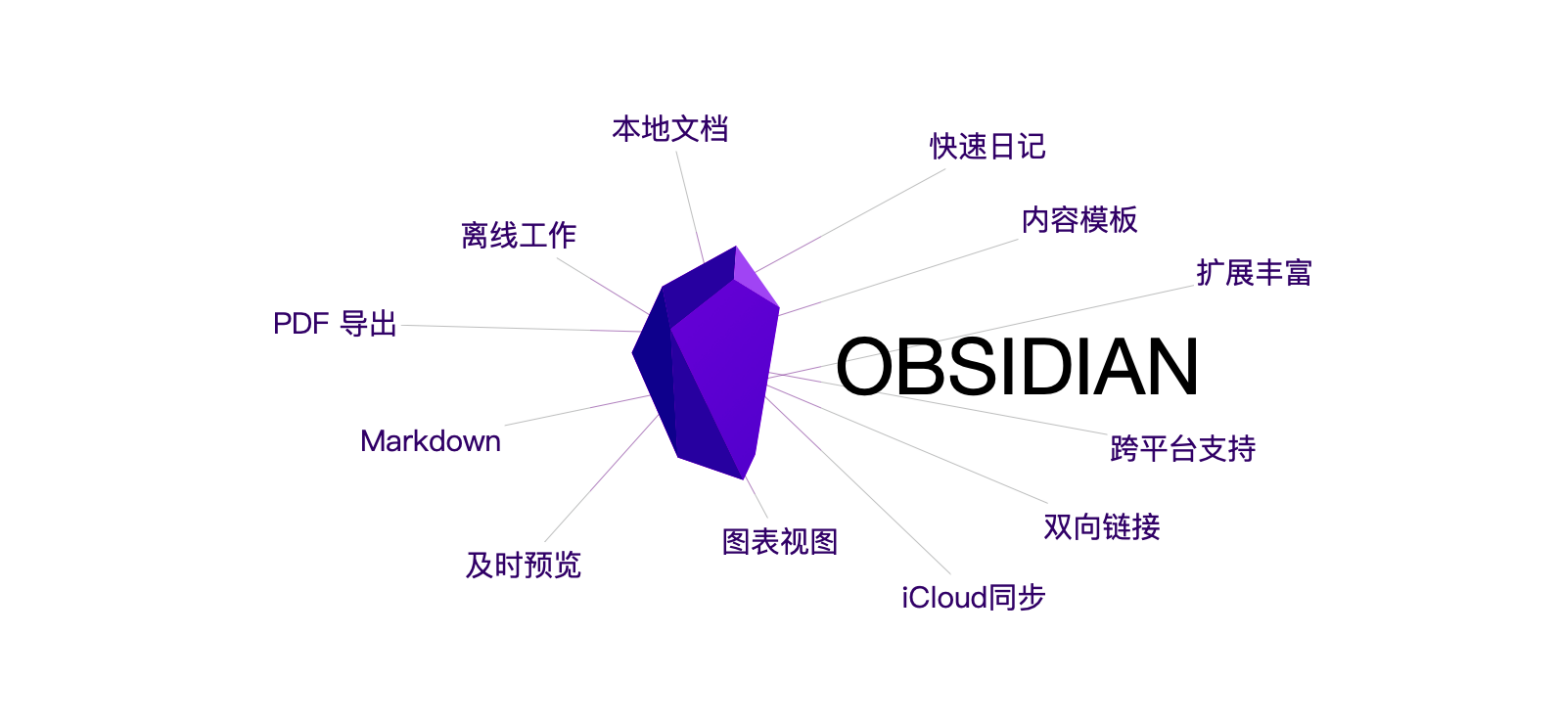 本地文档
快速日记
离线工作
内容模板
扩展丰富
PDF 导出
OBSIDIAN
Markdown
跨平台支持
双向链接
图表视图
及时预览
iCloud同步